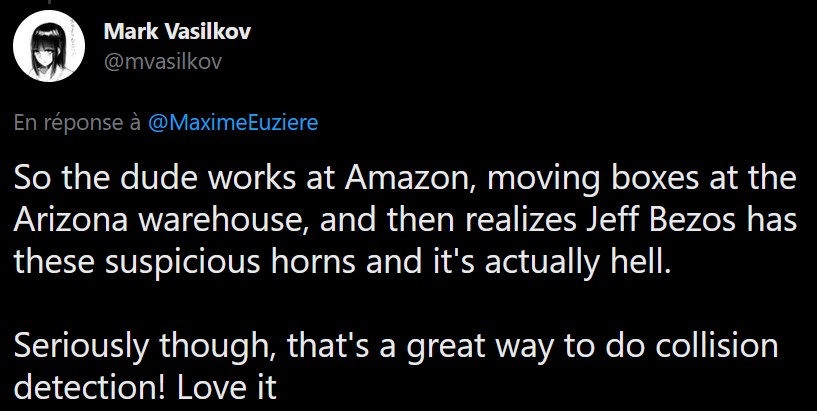 Mark Vasilkov
@mvasilkov
En réponse à @MaximeEuziere
So the dude works at Amazon, moving boxes at the
Arizona warehouse, and then realizes Jeff Bezos has
these suspicious horns and it's actually hell.
Seriously though, that's a great way to do collision
detection! Love it